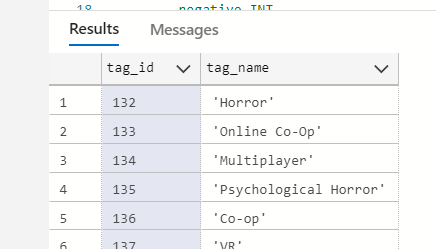 18 negative INT
Results Messages
tag_id tag_name
1 132 'Horror'
2 133 'Online Co-Op'
3 134 'Multiplayer'
4 135 'Psychological Horror'
5 136 'Co-op'
6 137 'VR'